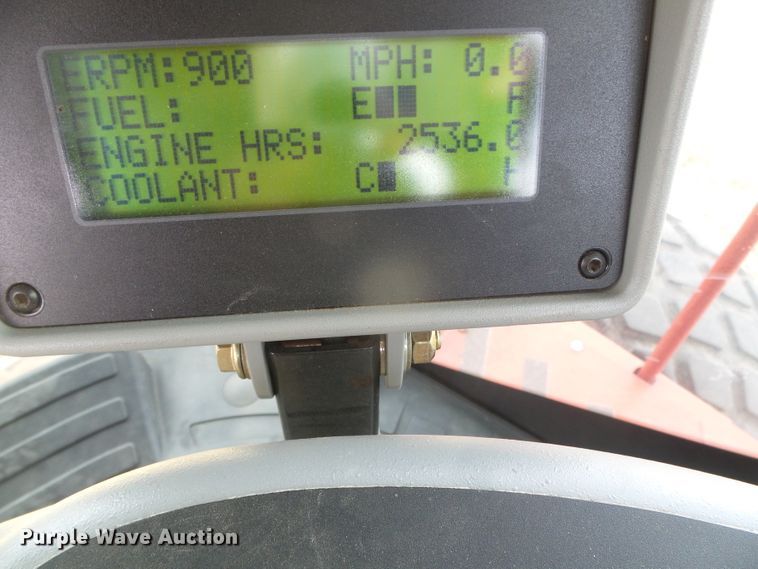 ERPM:900 MPH: 0.0
FUEL: E F
ENGINE HRS: 2536.0
COOLANT: C H
Purple Wave Auction